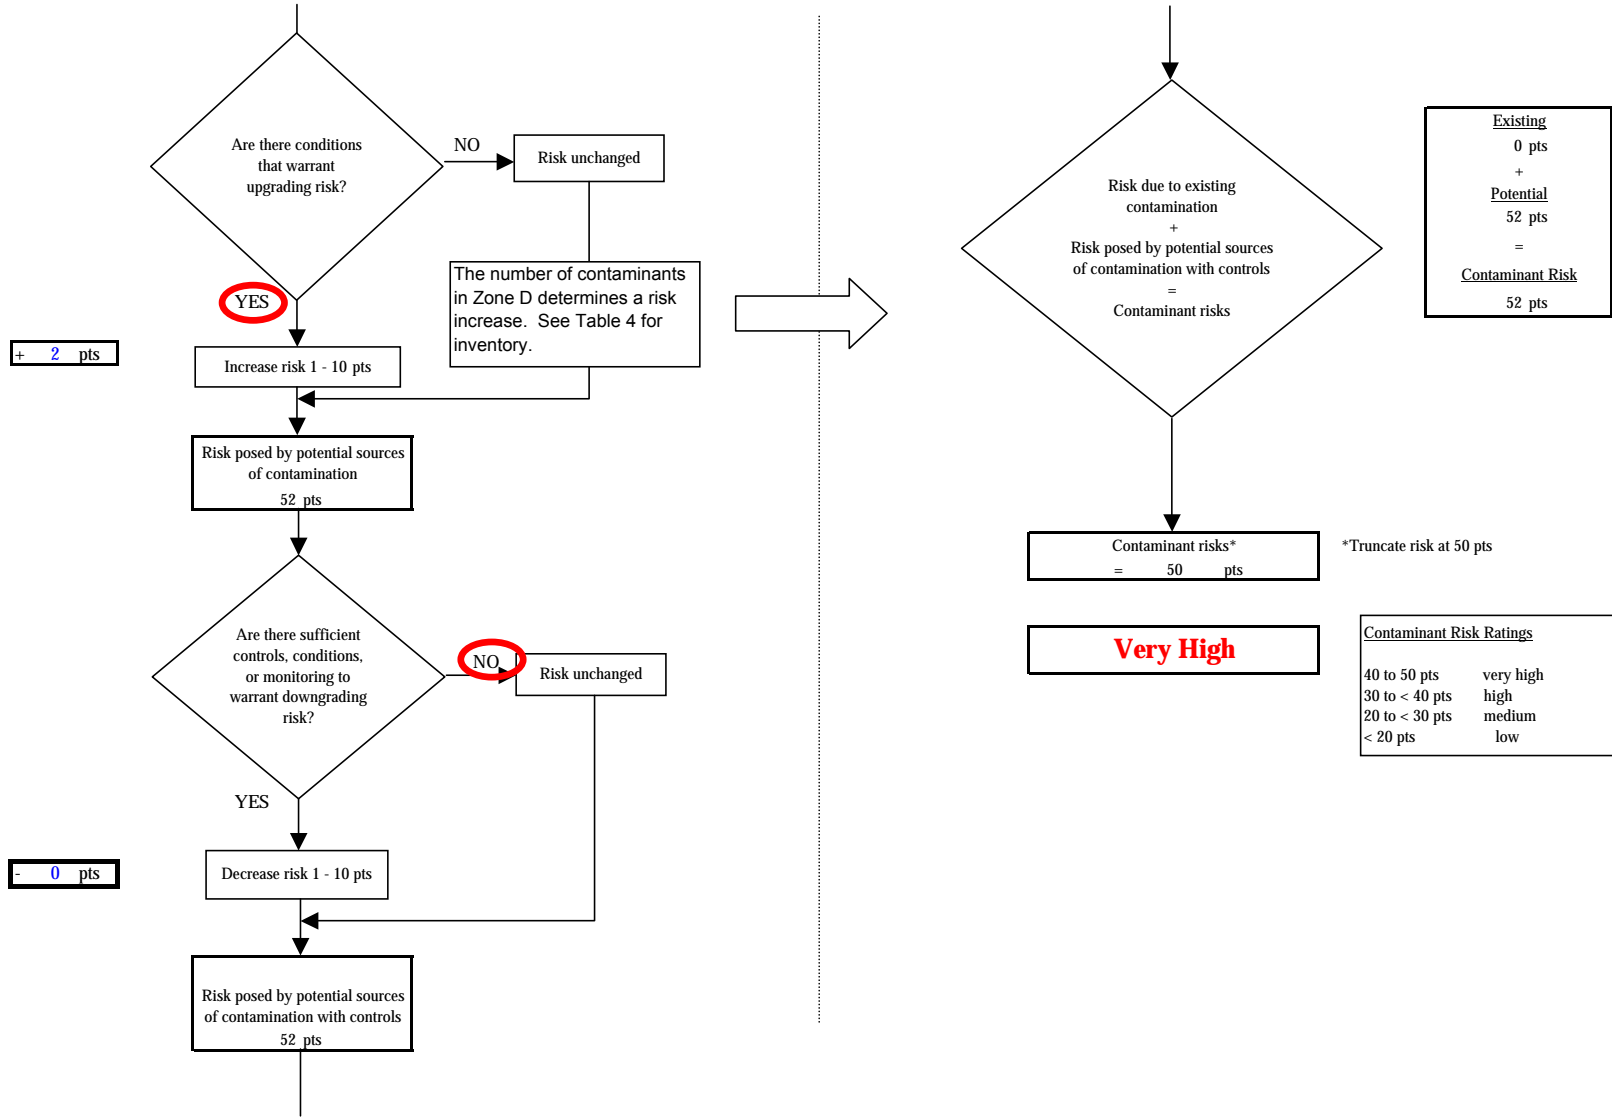 Are there conditions
that warrant
upgrading risk?
NO
Risk unchanged
The number of contaminants
in Zone D determines a risk
increase.  See Table 4 for
inventory.
YES
+ 2 pts
Increase risk 1 - 10 pts
Risk posed by potential sources
of contamination
52 pts
Are there sufficient
controls, conditions,
or monitoring to
warrant downgrading
risk?
NO
Risk unchanged
YES
- 0 pts
Decrease risk 1 - 10 pts
Risk posed by potential sources
of contamination with controls
52 pts
Risk due to existing
contamination
+
Risk posed by potential sources
of contamination with controls
=
Contaminant risks
Existing
0 pts
+
Potential
52 pts
=
Contaminant Risk
52 pts
Contaminant risks*
= 50 pts
*Truncate risk at 50 pts
Very High
Contaminant Risk Ratings
40 to 50 pts very high
30 to < 40 pts high
20 to < 30 pts medium
< 20 pts low